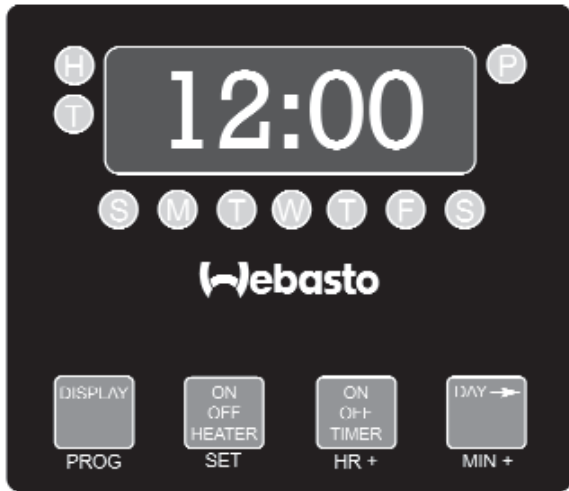 H
12:00
P
T
S M T W T F S
Webasto
DISPLAY
PROG
ON
OFF
HEATER
SET
ON
OFF
TIMER
HR +
DAY
MIN +